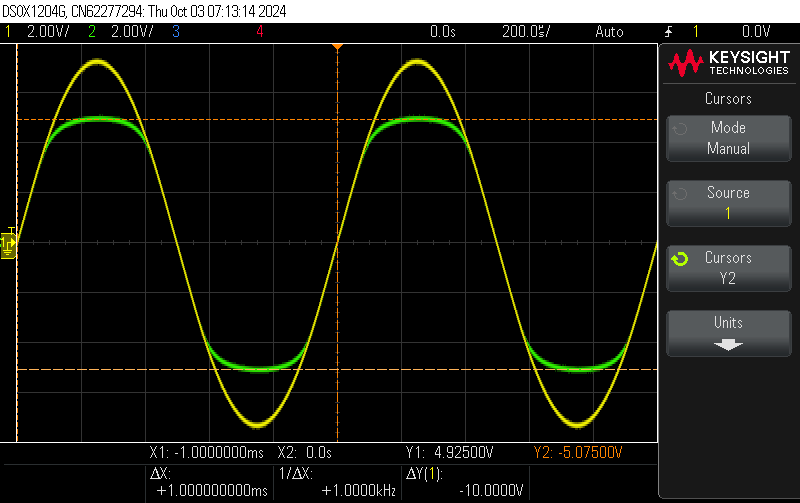 DSOX1204G, CN62277294: Thu Oct 03 07:13:14 2024
1 2.00V/ 2 2.00V/ 3 4 0.0s 200.0s/ Auto 1 0.0V
KEYSIGHT
TECHNOLOGIES
Cursors
Mode
Manual
Source
1
Cursors
Y2
Units
T
1
X1: -1.0000000ms X2: 0.0s Y1: 4.92500V Y2: -5.07500V
ΔX: 1/ΔX: ΔY(1):
+1.000000000ms +1.0000kHz -10.0000V